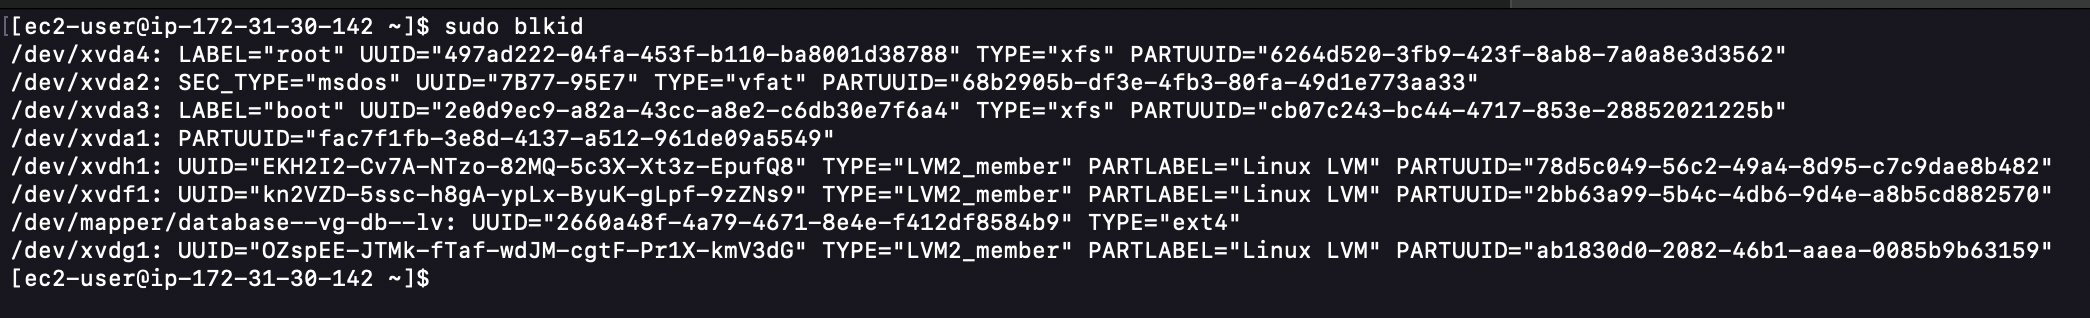 [[ec2-user@ip-172-31-30-142 ~]$ sudo blkid
/dev/xvda4: LABEL="root" UUID="497ad222-04fa-453f-b110-ba8001d38788" TYPE="xfs" PARTUUID="6264d520-3fb9-423f-8ab8-7a0a8e3d3562"
/dev/xvda2: SEC_TYPE="msdos" UUID="7B77-95E7" TYPE="vfat" PARTUUID="68b2905b-df3e-4fb3-80fa-49d1e773aa33"
/dev/xvda3: LABEL="boot" UUID="2e0d9ec9-a82a-43cc-a8e2-c6db30e7f6a4" TYPE="xfs" PARTUUID="cb07c243-bc44-4717-853e-28852021225b"
/dev/xvda1: PARTUUID="fac7f1fb-3e8d-4137-a512-961de09a5549"
/dev/xvdh1: UUID="EKH2I2-Cv7A-NTzo-82MQ-5c3X-Xt3z-EpufQ8" TYPE="LVM2_member" PARTLABEL="Linux LVM" PARTUUID="78d5c049-56c2-49a4-8d95-c7c9dae8b482"
/dev/xvdf1: UUID="kn2VZD-5ssc-h8gA-ypLx-ByuK-gLpf-9zZNs9" TYPE="LVM2_member" PARTLABEL="Linux LVM" PARTUUID="2bb63a99-5b4c-4db6-9d4e-a8b5cd882570"
/dev/mapper/database--vg-db--lv: UUID="2660a48f-4a79-4671-8e4e-f412df8584b9" TYPE="ext4"
/dev/xvdg1: UUID="OZspEE-JTMk-fTaf-wdJM-cgtF-Pr1X-kmV3dG" TYPE="LVM2_member" PARTLABEL="Linux LVM" PARTUUID="ab1830d0-2082-46b1-aaea-0085b9b63159"
[ec2-user@ip-172-31-30-142 ~]$